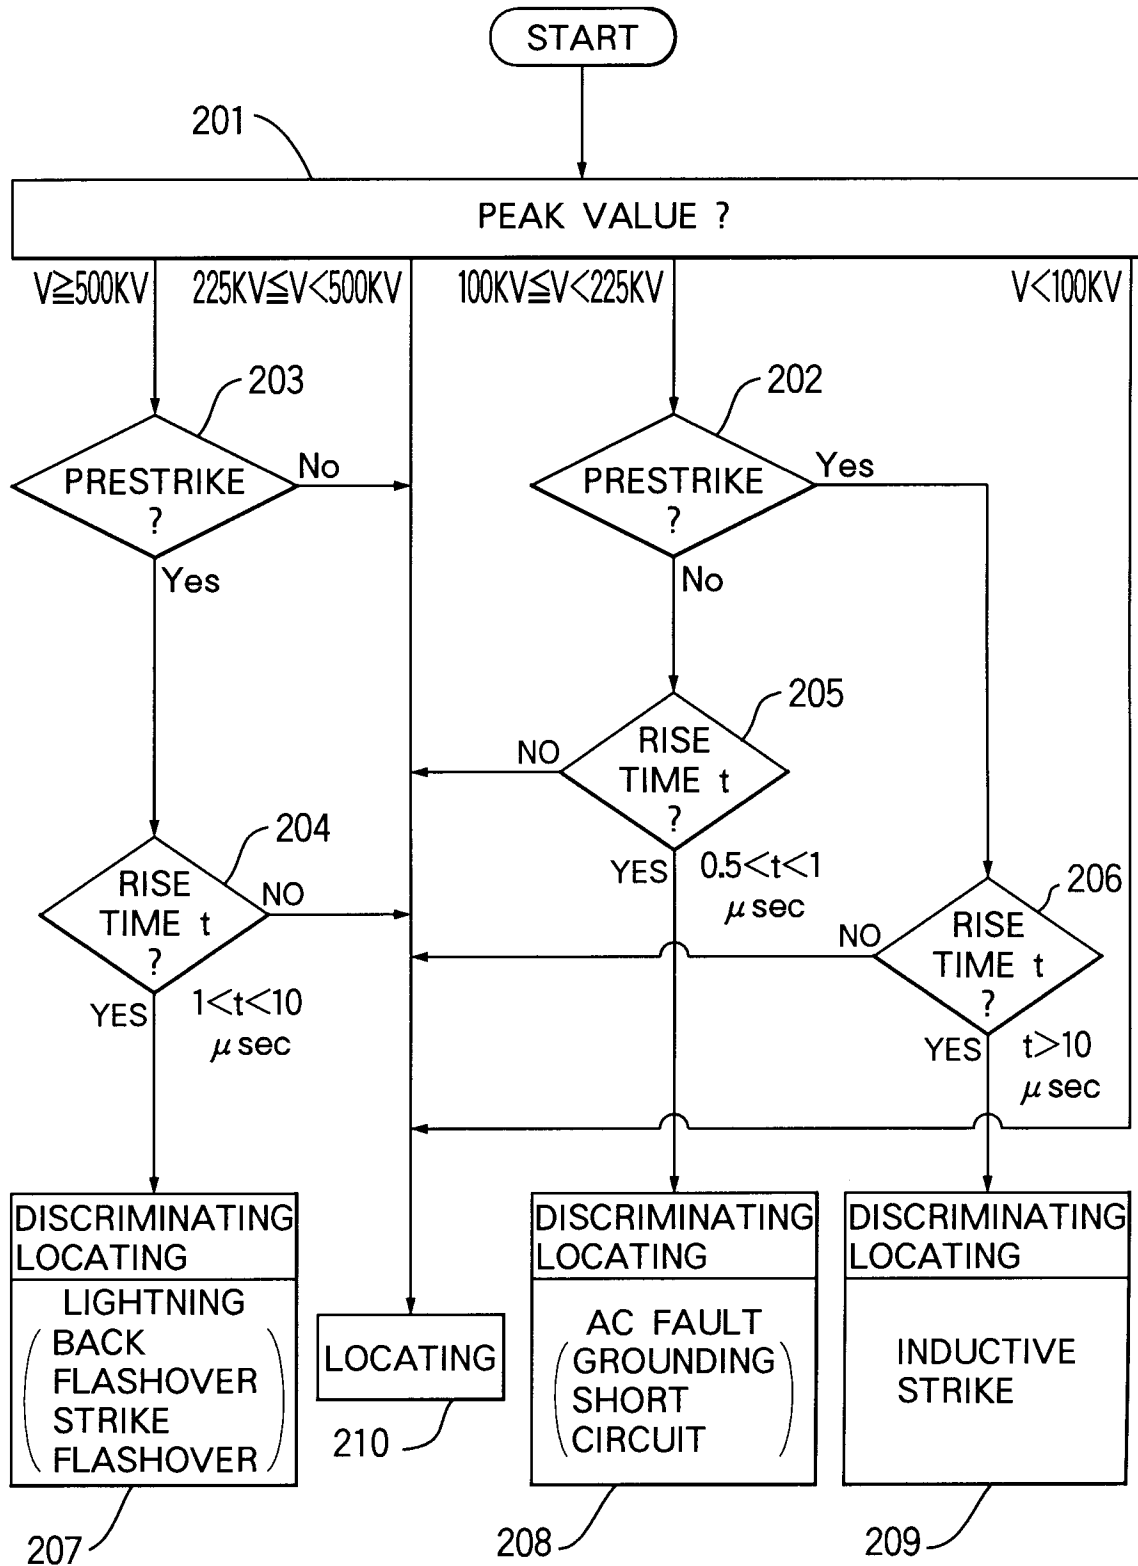 START
201
PEAK VALUE ?
V≧500KV
225KV≦V<500KV
100KV≦V<225KV
V<100KV
203
202
PRESTRIKE
?
No
Yes
PRESTRIKE
?
Yes
No
205
RISE
TIME t
?
NO
YES
0.5<t<1
μsec
204
RISE
TIME t
?
NO
YES
1<t<10
μsec
206
RISE
TIME t
?
NO
YES
t>10
μsec
DISCRIMINATING
LOCATING
LIGHTNING
(BACK
FLASHOVER
STRIKE
FLASHOVER)
207
LOCATING
210
DISCRIMINATING
LOCATING
AC FAULT
(GROUNDING
SHORT
CIRCUIT)
208
DISCRIMINATING
LOCATING
INDUCTIVE
STRIKE
209